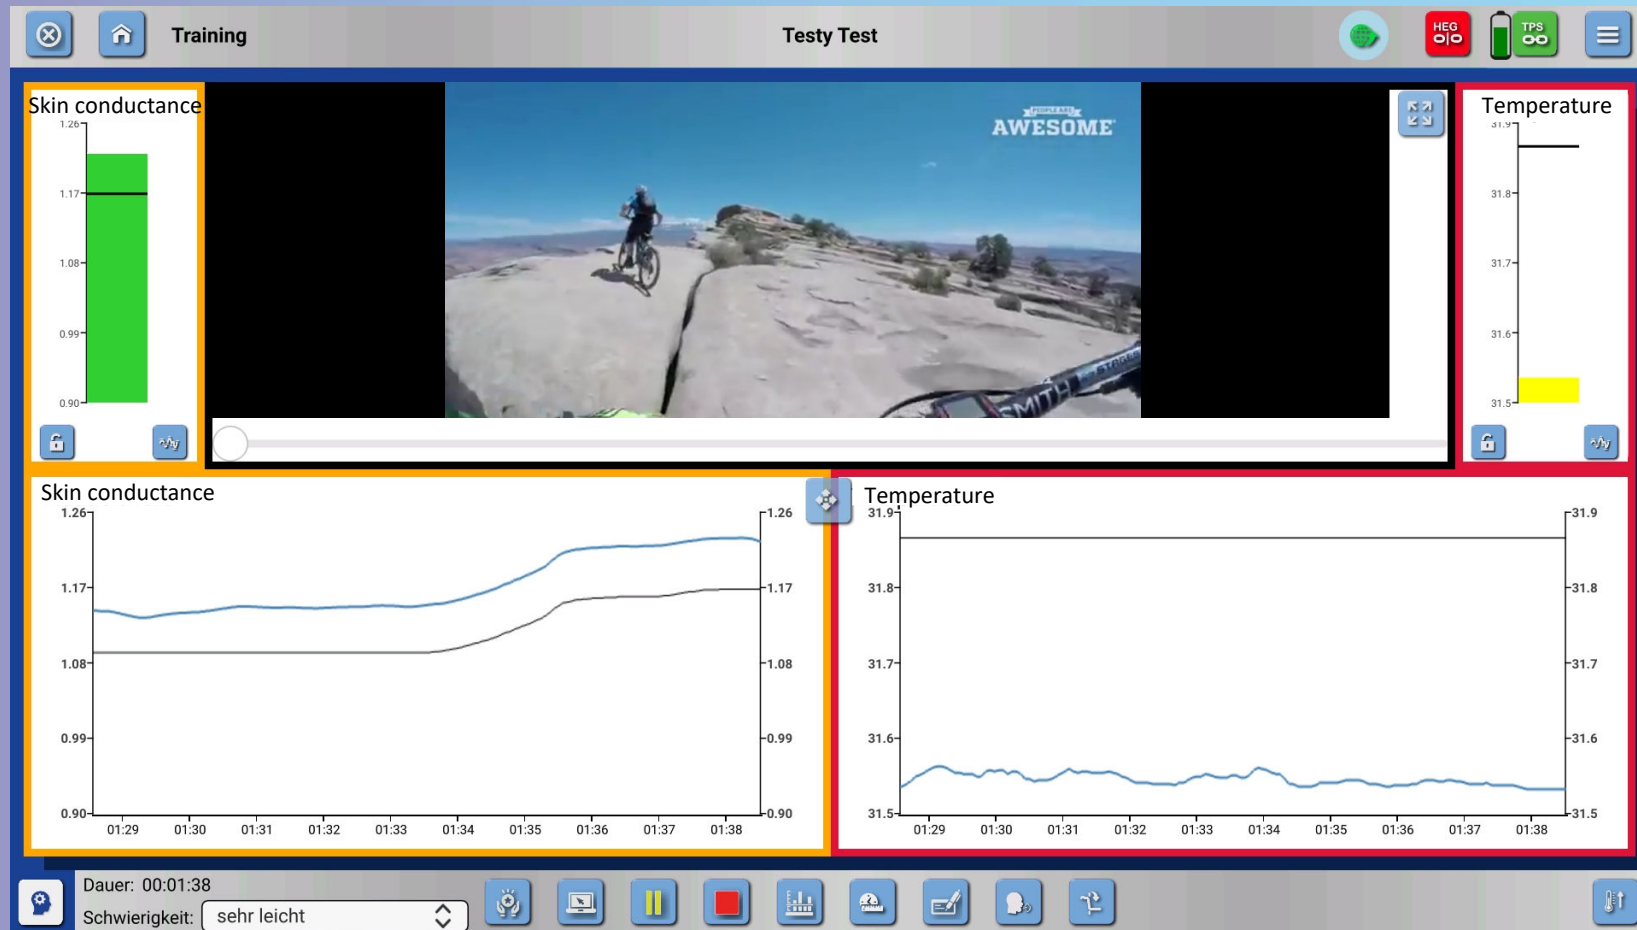 Training
Testy Test
HEG
TPS
Skin conductance
1.26
1.17
1.08
0.99
0.90
PEOPLE ARE
AWESOME
STAGES
SMITH
Temperature
31.9
31.8
31.7
31.6
31.5
Skin conductance
1.26
1.17
1.08
0.99
0.90
1.26
1.17
1.08
0.99
0.90
01:29 01:30 01:31 01:32 01:33 01:34 01:35 01:36 01:37 01:38
Temperature
31.9
31.8
31.7
31.6
31.5
31.9
31.8
31.7
31.6
31.5
01:29 01:30 01:31 01:32 01:33 01:34 01:35 01:36 01:37 01:38
Dauer: 00:01:38
Schwierigkeit: sehr leicht